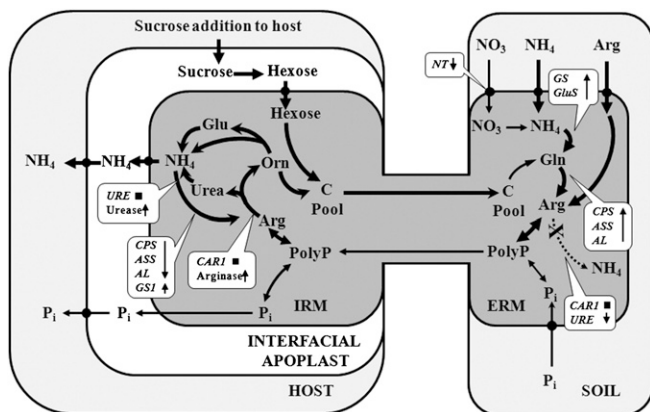 Sucrose addition to host
Sucrose
Hexose
Hexose
Glu
NH4
NH4
NH4
Orn
Urea
C
Pool
Arg
URE ■
Urease↑
CPS
ASS
AL
GS1
CAR1 ■
Arginase↑
PolyP
Pi
Pi
Pi
IRM
INTERFACIAL
APOPLAST
HOST
NO3
NH4
Arg
NT↓
GS
GluS
NO3
NH4
Gln
C
Pool
Arg
CPS
ASS
AL
PolyP
NH4
Pi
CAR1 ■
URE ↓
ERM
Pi
SOIL